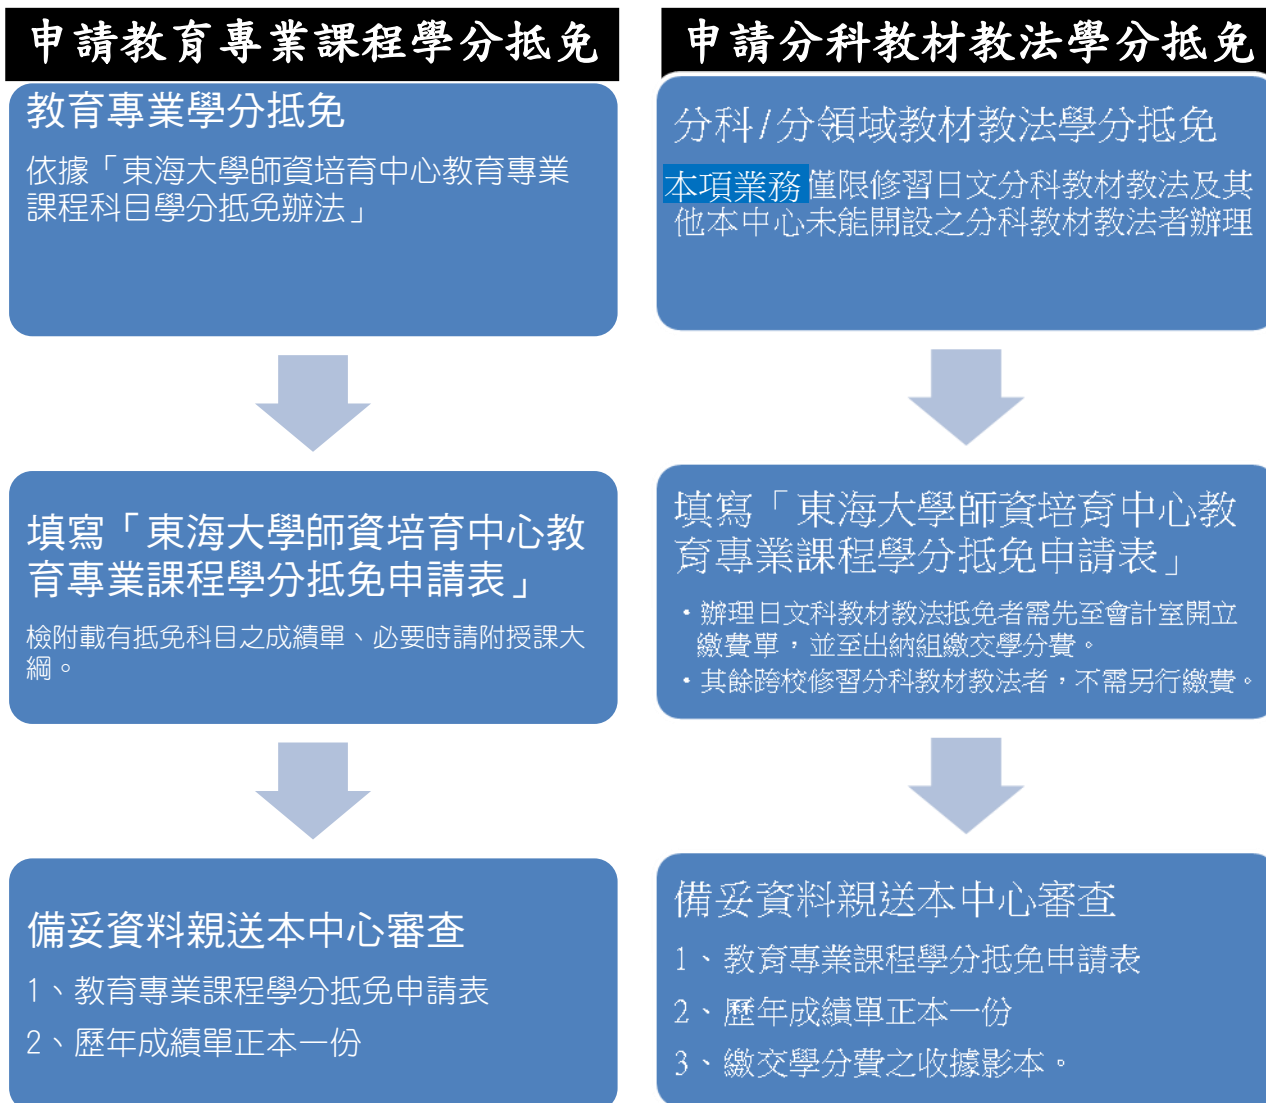 申請教育專業課程學分抵免
教育專業學分抵免
依據「東海大學師資培育中心教育專業
課程科目學分抵免辦法」
填寫「東海大學師資培育中心教
育專業課程學分抵免申請表」
檢附載有抵免科目之成績單、必要時請附授課大
綱。
備妥資料親送本中心審查
1、教育專業課程學分抵免申請表
2、歷年成績單正本一份
申請分科教材教法學分抵免
分科/分領域教材教法學分抵免
本項業務僅限修習日文分科教材教法及其
他本中心未能開設之分科教材教法者辦理
填寫「東海大學師資培育中心教
育專業課程學分抵免申請表」
・辦理日文科教材教法抵免者需先至會計室開立
繳費單，並至出納組繳交學分費。
・其餘跨校修習分科教材教法者，不需另行繳費。
備妥資料親送本中心審查
1、教育專業課程學分抵免申請表
2、歷年成績單正本一份
3、繳交學分費之收據影本。